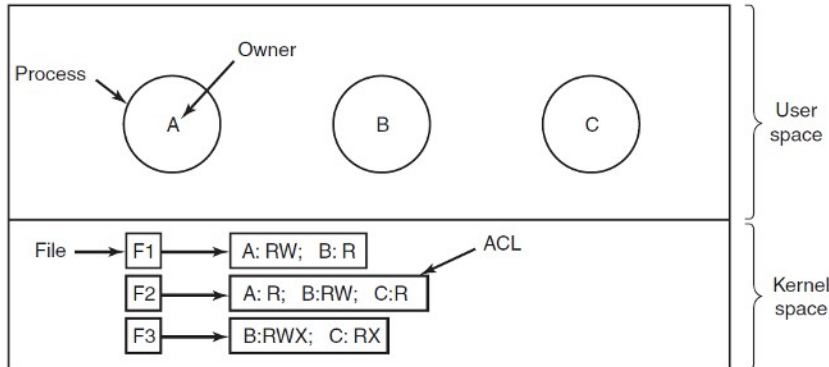 Owner
Process
A
B
C
User
space
File
F1
A: RW; B: R
ACL
F2
A: R; B:RW; C:R
F3
B:RWX; C: RX
Kernel
space